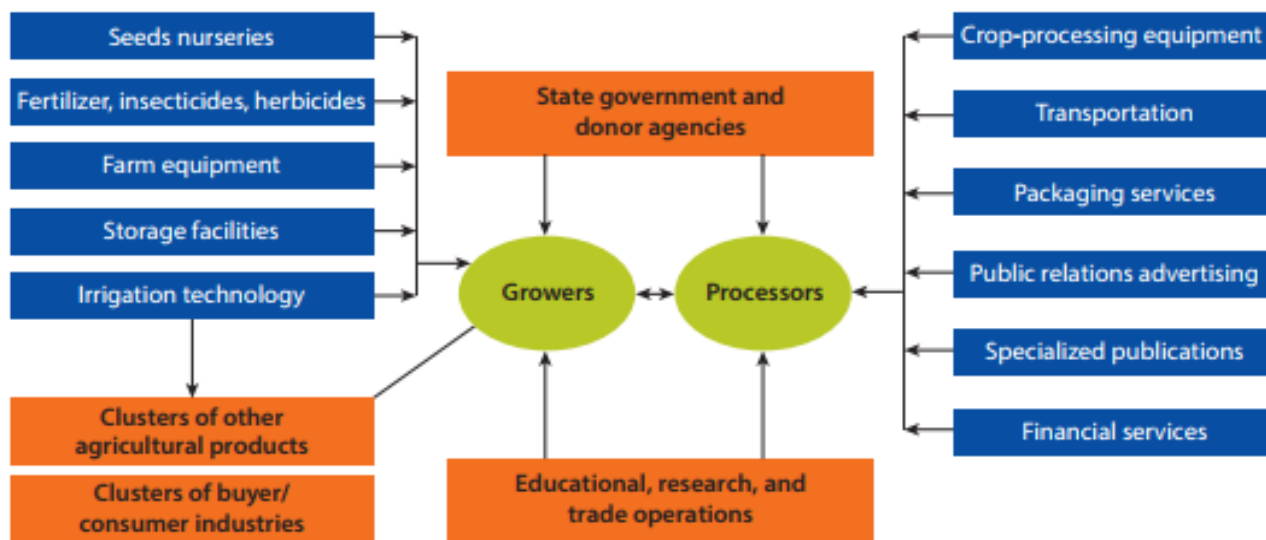 Seeds nurseries
Fertilizer, insecticides, herbicides
Farm equipment
Storage facilities
Irrigation technology
Clusters of other
agricultural products
Clusters of buyer/
consumer industries
State government and
donor agencies
Growers
Processors
Educational, research, and
trade operations
Crop-processing equipment
Transportation
Packaging services
Public relations advertising
Specialized publications
Financial services